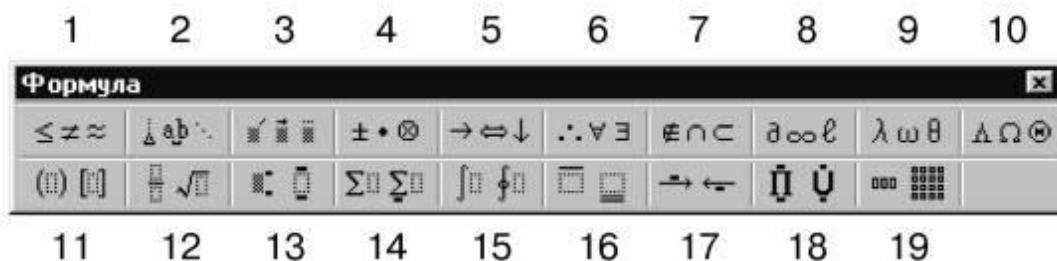 1 2 3 4 5 6 7 8 9 10
Формула
≤ ≠ ≈ a͟b ⋱ ± • ⊗ → ⇔ ↓ ∴ ∀ ∃ ∉ ∩ ⊂ ∂ ∞ ℓ λ ω θ Λ Ω Θ
(▯) [▯] √▯ Σ▯ Σ▯ ∫▯ ∮▯ → ← Π Ụ
11 12 13 14 15 16 17 18 19